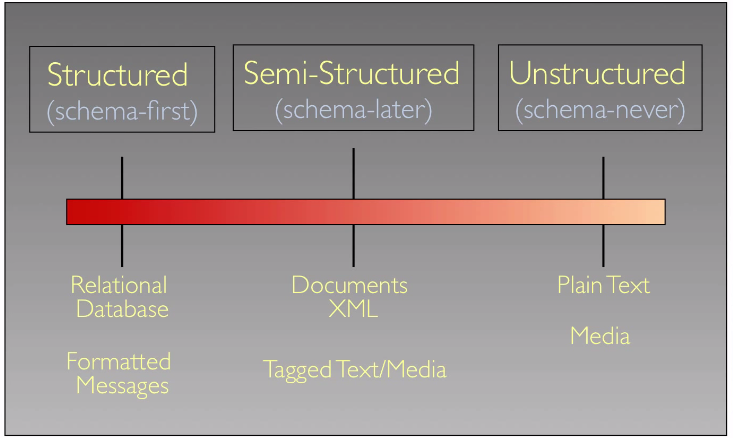 Structured
(schema-first)
Semi-Structured
(schema-later)
Unstructured
(schema-never)
Relational
Database
Formatted
Messages
Documents
XML
Tagged Text/Media
Plain Text
Media